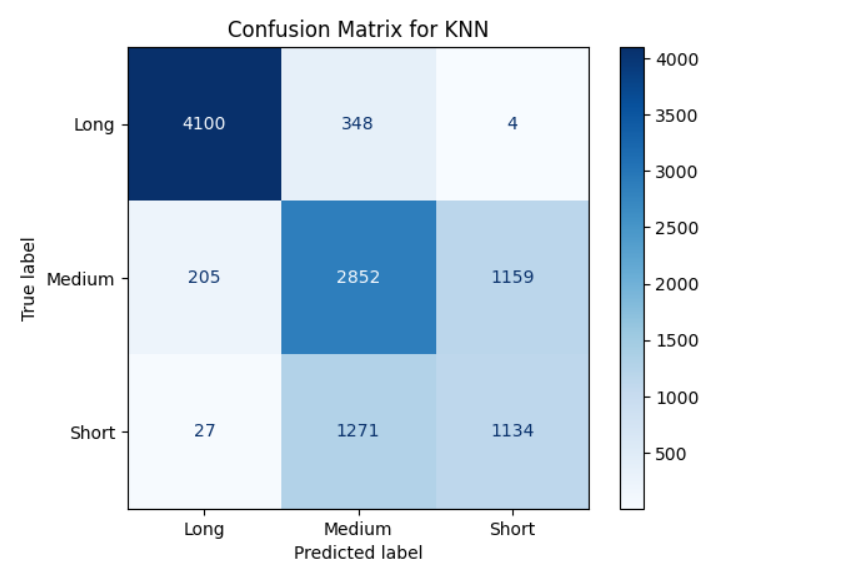 Confusion Matrix for KNN
True label
Long
Medium
Short
4100 348 4
205 2852 1159
27 1271 1134
Long Medium Short
Predicted label
4000
3500
3000
2500
2000
1500
1000
500